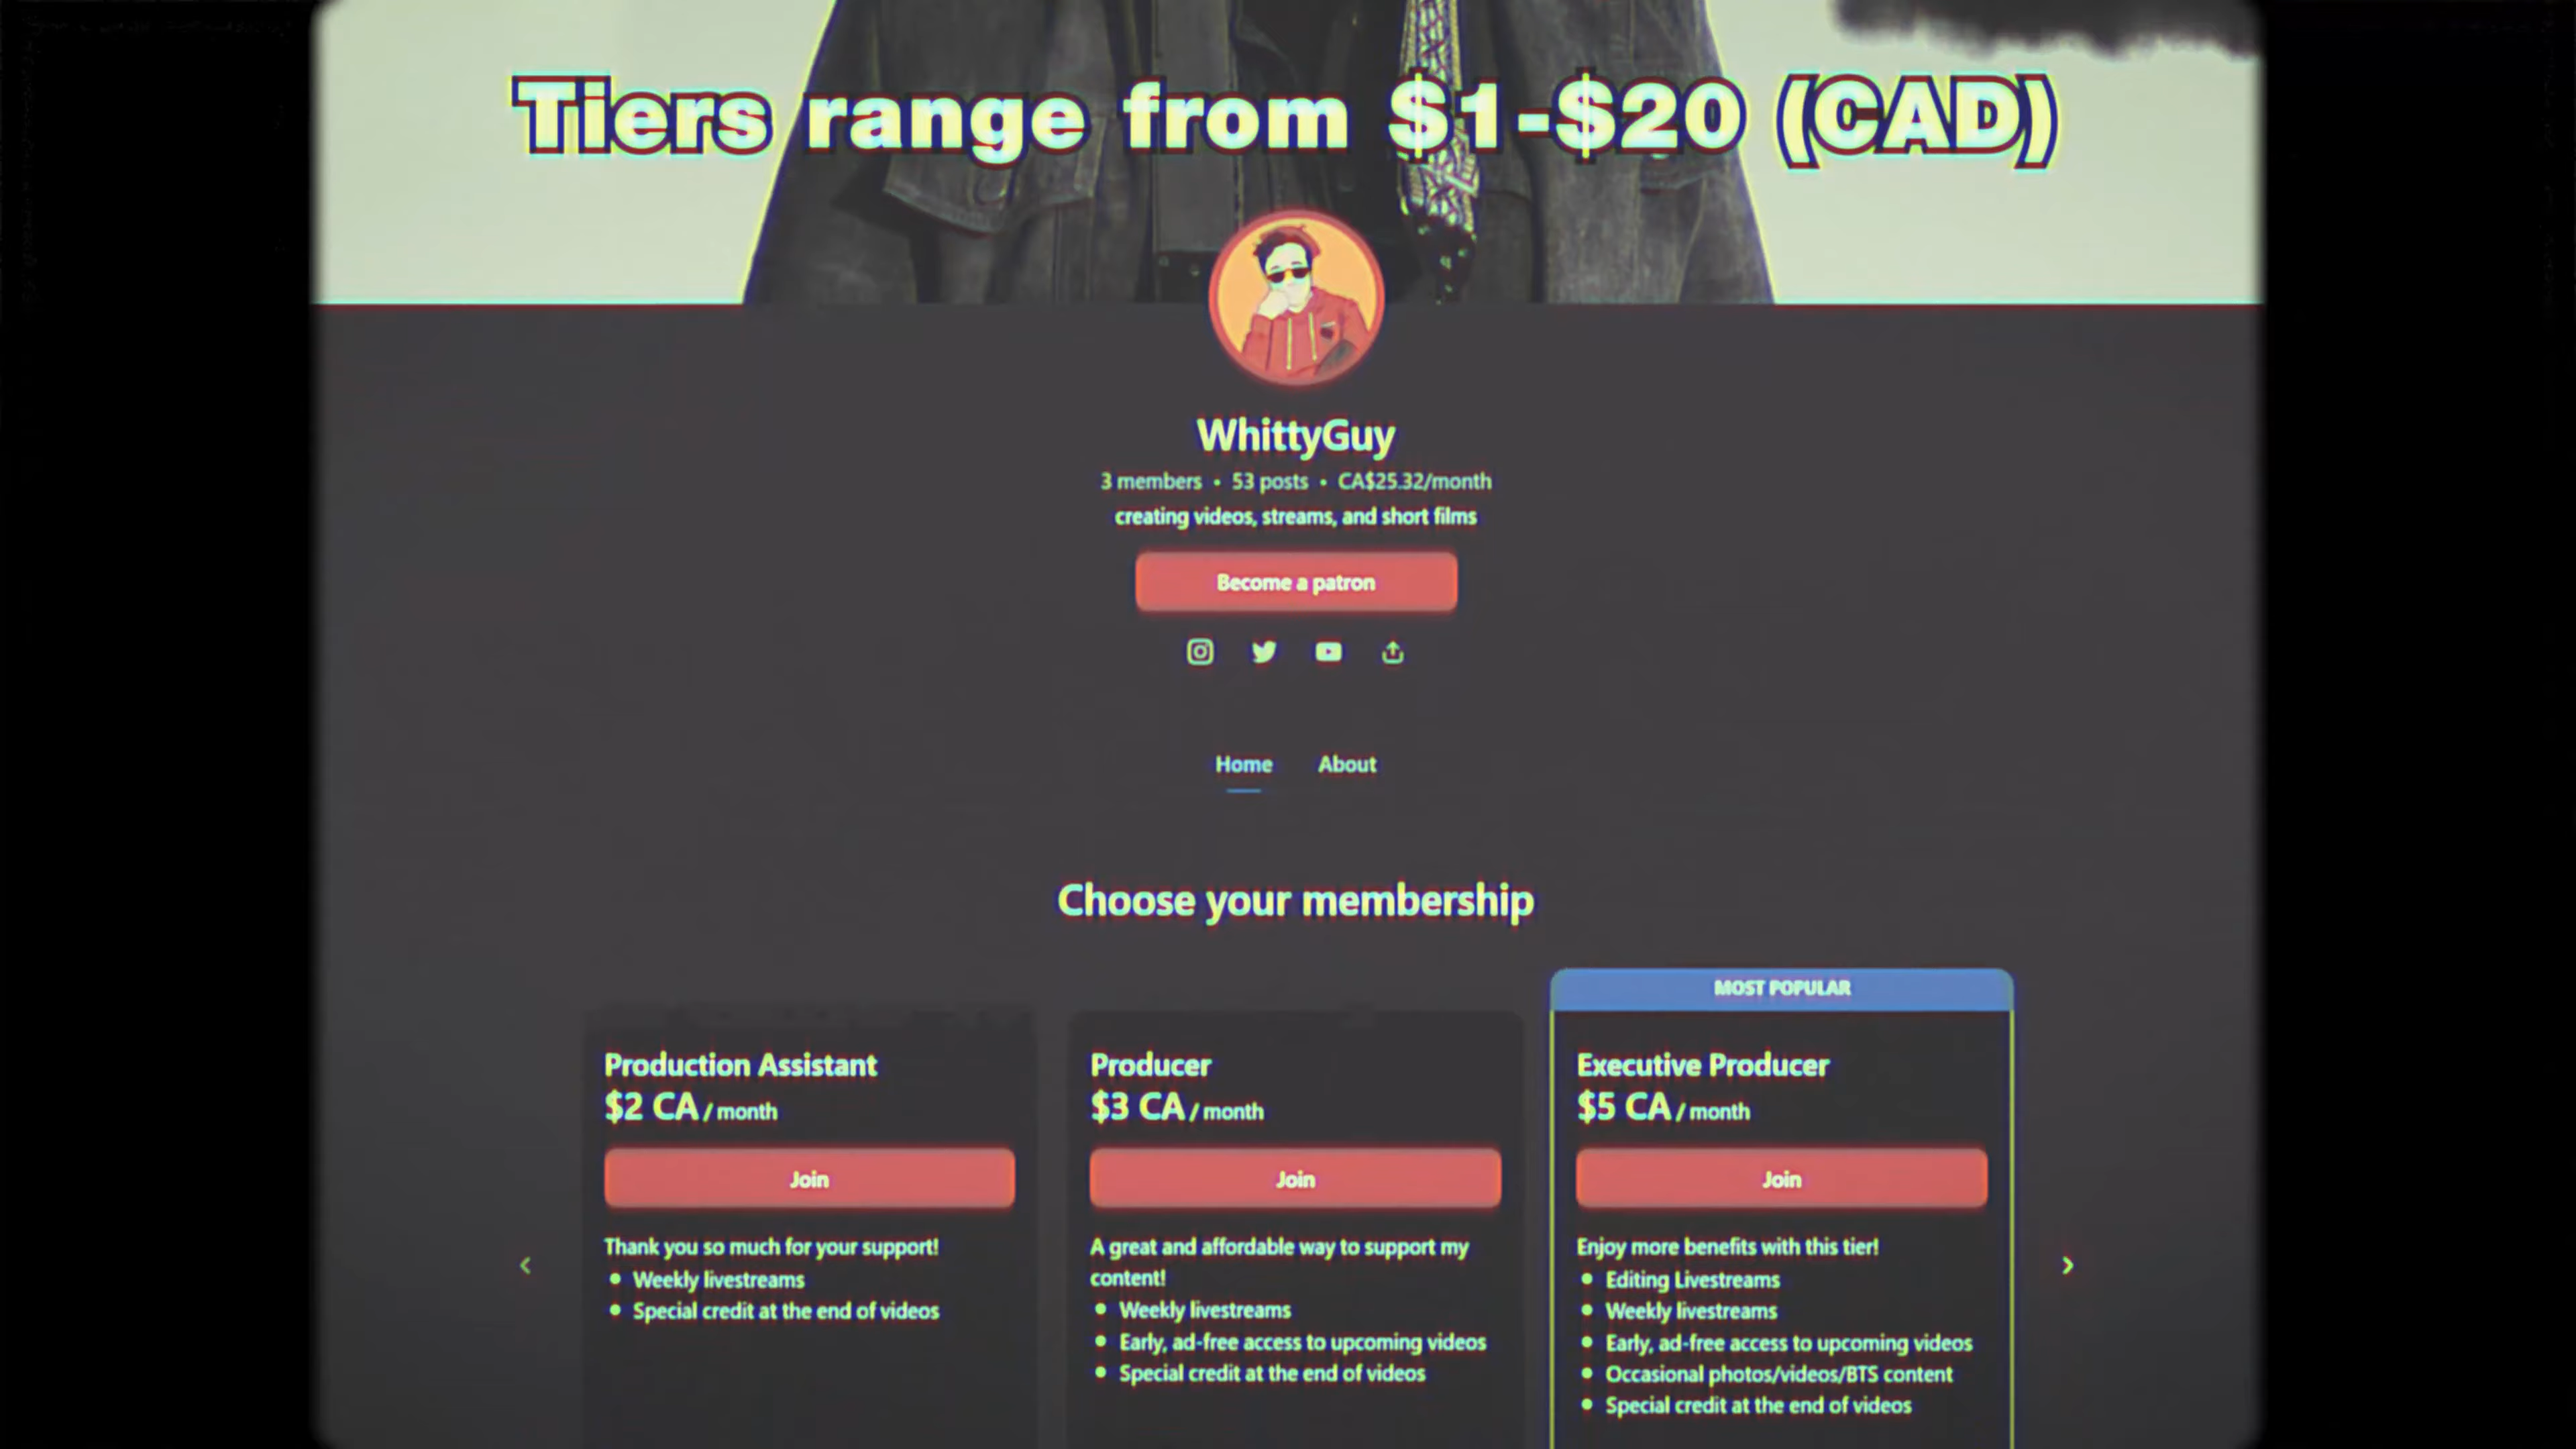 Tiers range from $1-$20 (CAD)
WhittyGuy
3 members • 53 posts • CA$25.32/month
creating videos, streams, and short films
Become a patron
Home About
Choose your membership
MOST POPULAR
Production Assistant
$2 CA / month
Join
Thank you so much for your support!
• Weekly livestreams
• Special credit at the end of videos
Producer
$3 CA / month
Join
A great and affordable way to support my
content!
• Weekly livestreams
• Early, ad-free access to upcoming videos
• Special credit at the end of videos
Executive Producer
$5 CA / month
Join
Enjoy more benefits with this tier!
• Editing Livestreams
• Weekly livestreams
• Early, ad-free access to upcoming videos
• Occasional photos/videos/BTS content
• Special credit at the end of videos